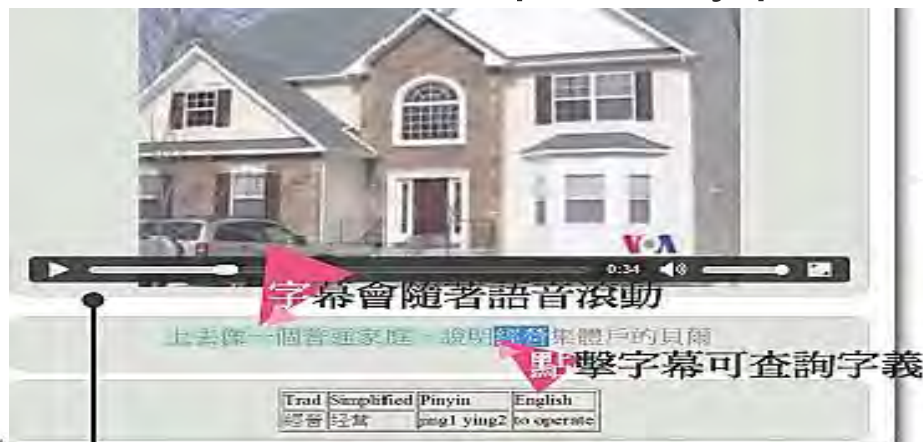 VOA
0:34
字幕會隨著語音滾動
上去像一個普通家庭。說明經營集體戶的貝爾
點擊字幕可查詢字義
Trad Simplified Pinyin English
經營 经营 jing1 ying2 to operate